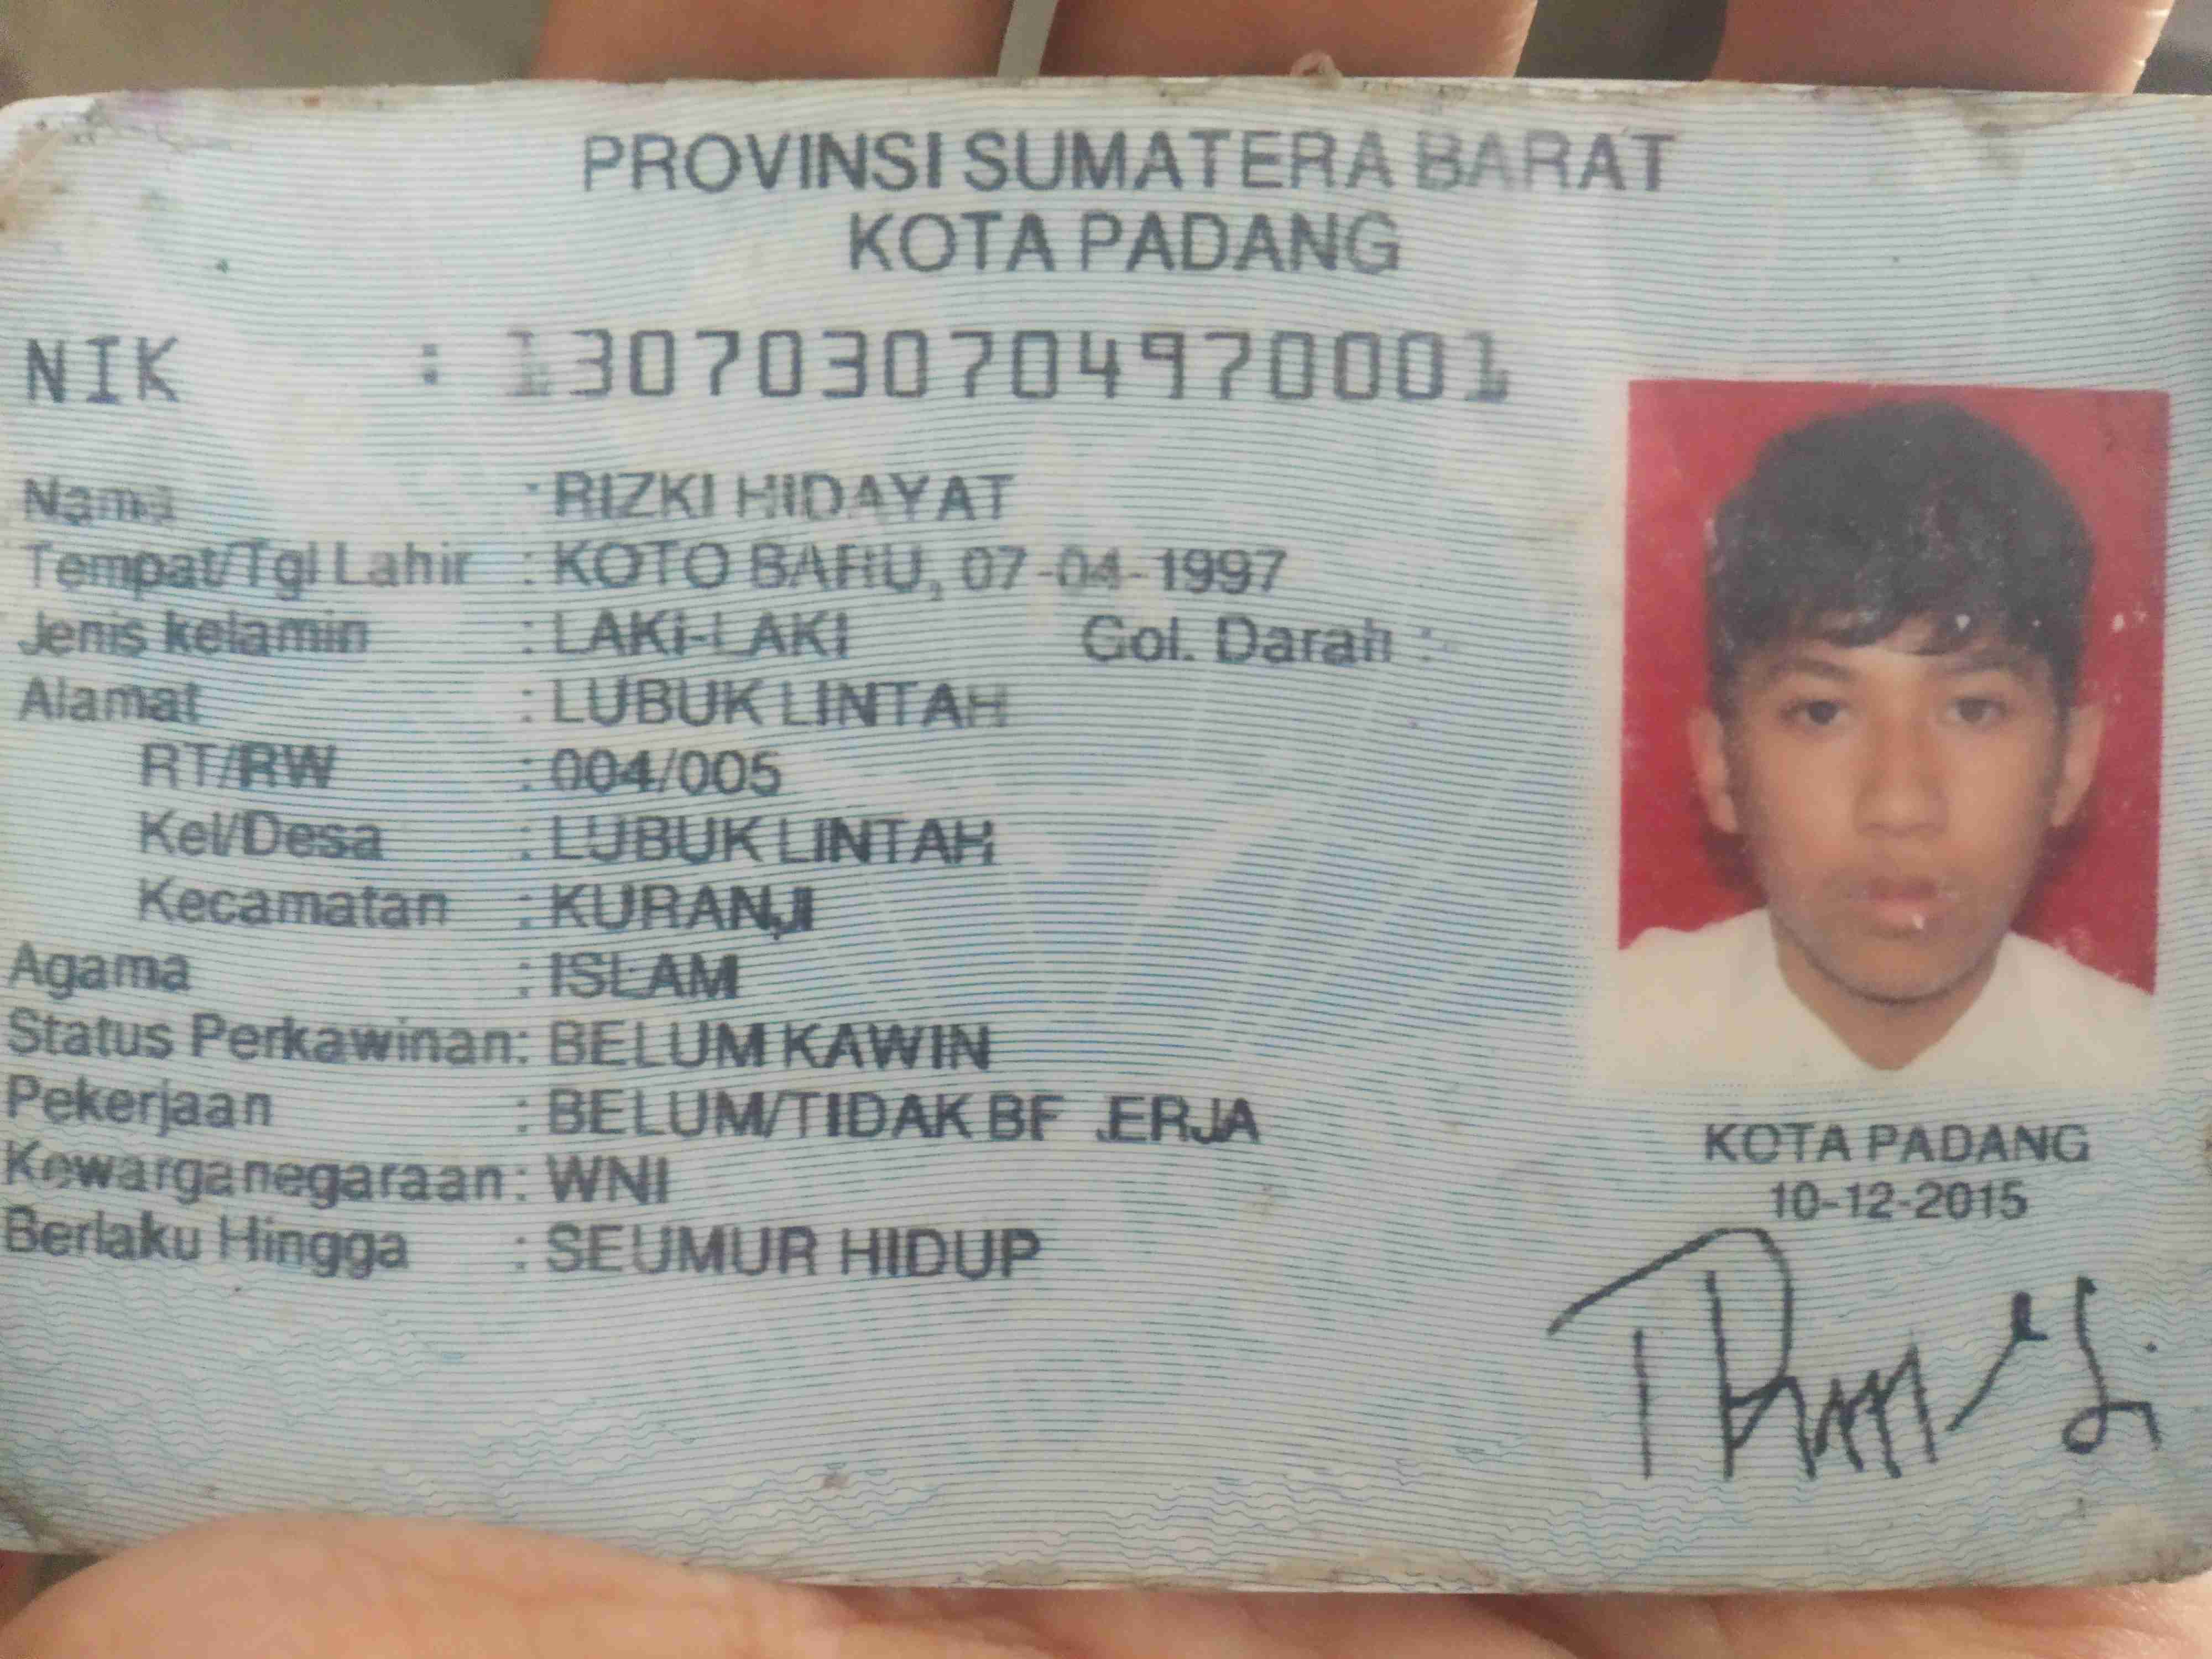 PROVINSI SUMATERA BARAT
KOTA PADANG
NIK : 1307030704970001
Nama : RIZKI HIDAYAT
Tempat/Tgl Lahir : KOTO BARU, 07-04-1997
Jenis kelamin : LAKI-LAKI Gol. Darah :
Alamat : LUBUK LINTAH
RT/RW : 004/005
Kel/Desa : LUBUK LINTAH
Kecamatan : KURANJI
Agama : ISLAM
Status Perkawinan : BELUM KAWIN
Pekerjaan : BELUM/TIDAK BEKERJA
Kewarganegaraan : WNI
Berlaku Hingga : SEUMUR HIDUP
KOTA PADANG
10-12-2015